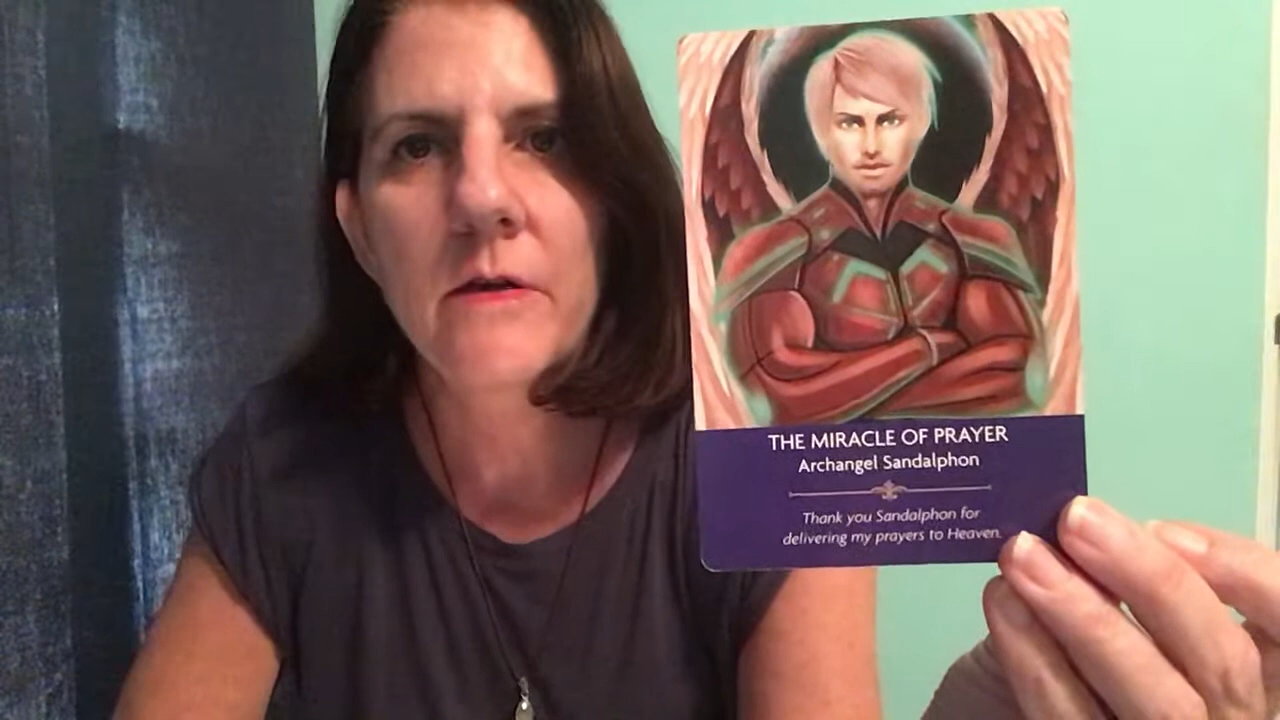 THE MIRACLE OF PRAYER
Archangel Sandalphon
Thank you Sandalphon for
delivering my prayers to Heaven.